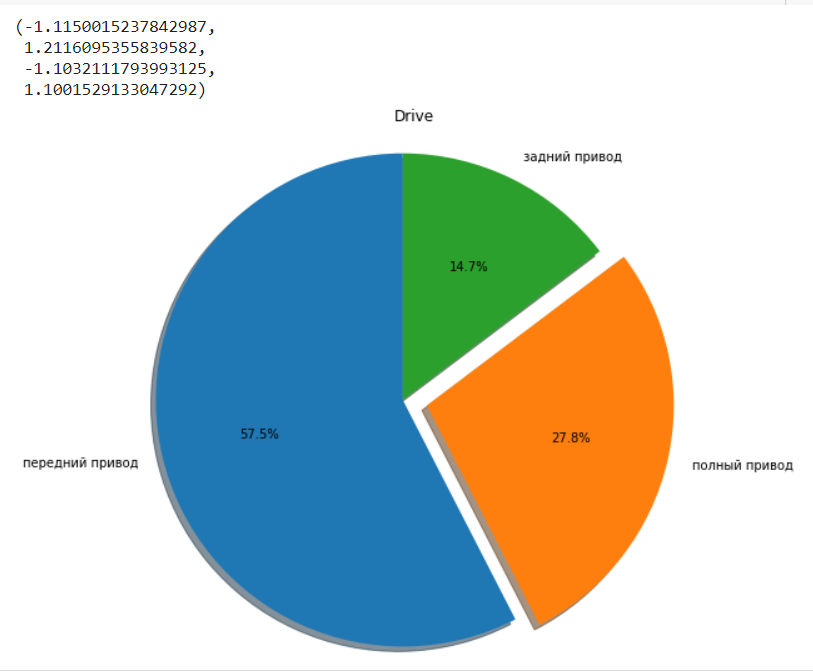 (-1.1150015237842987,
1.2116095355839582,
-1.1032111793993125,
1.1001529133047292)
Drive
задний привод
14.7%
57.5%
27.8%
передний привод
полный привод